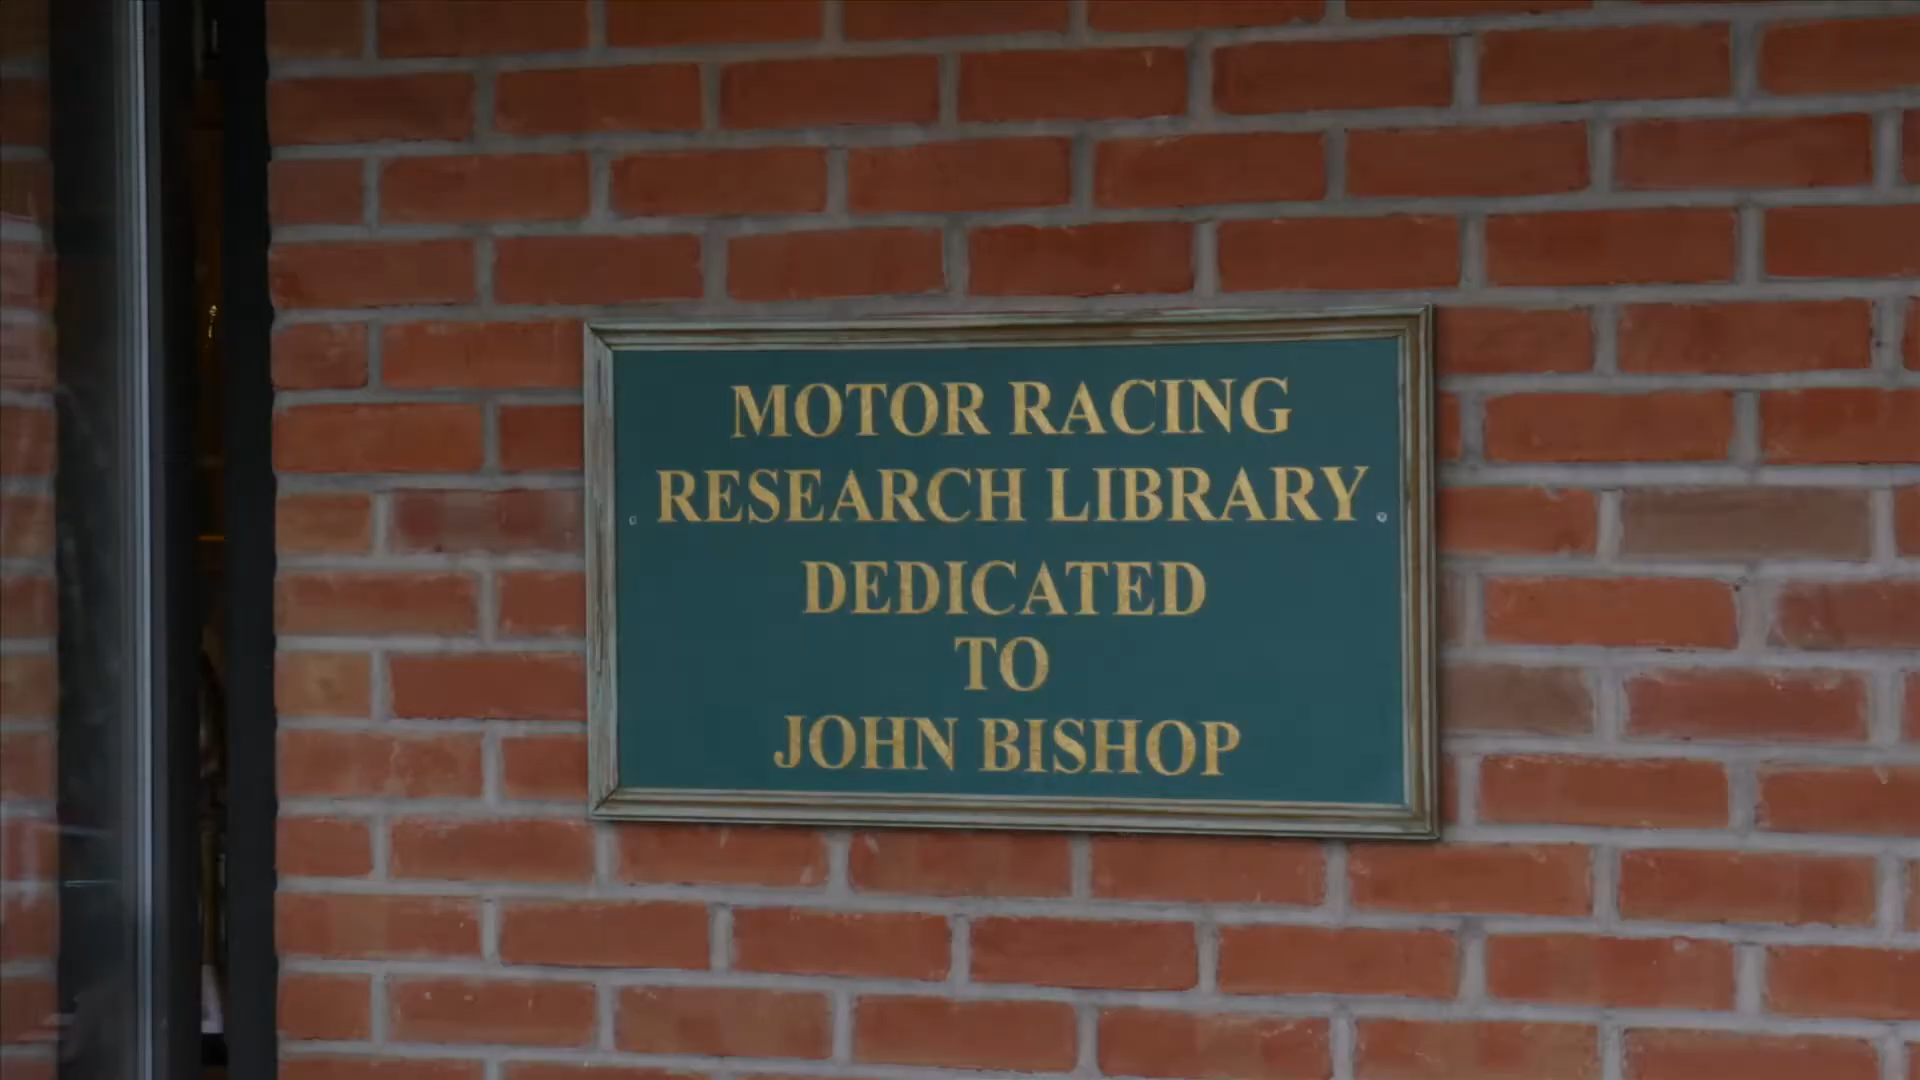 MOTOR RACING
RESEARCH LIBRARY
DEDICATED
TO
JOHN BISHOP